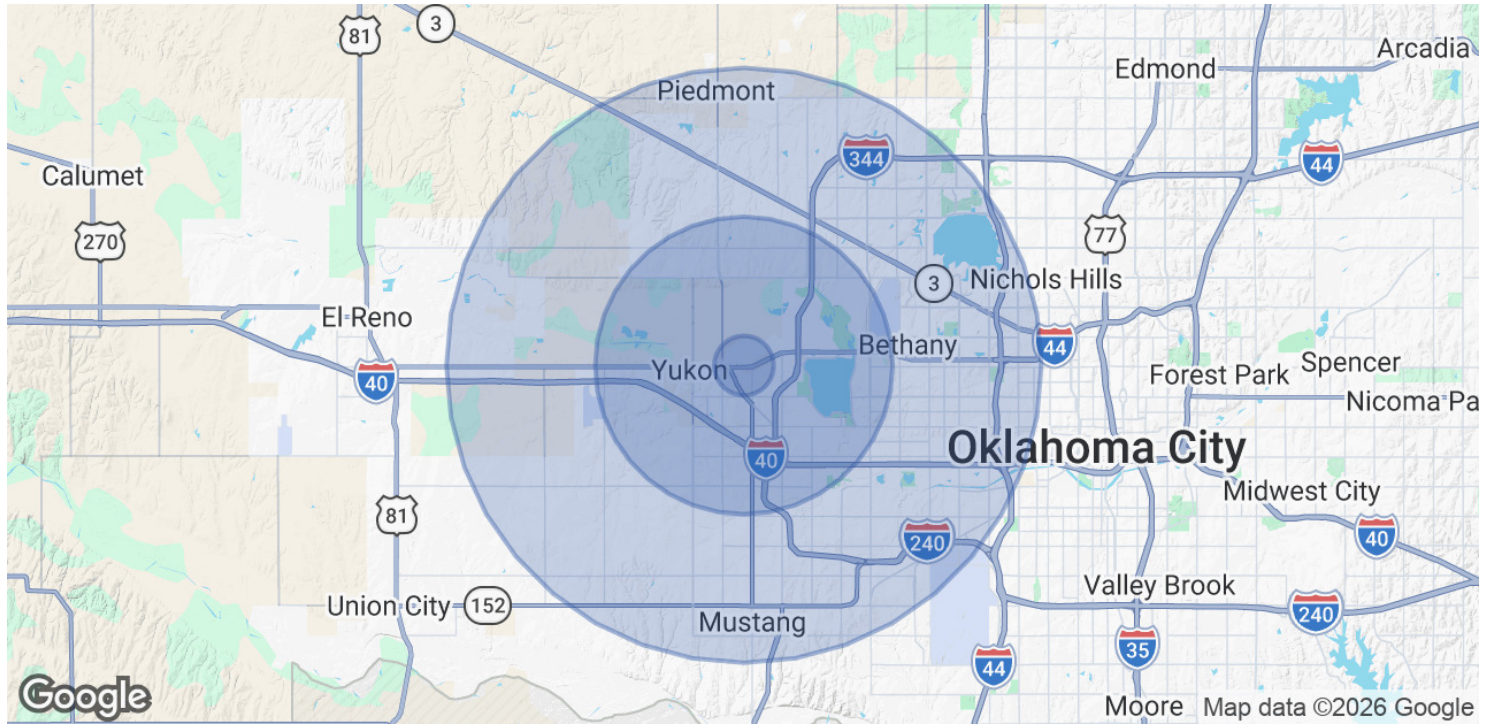 3
81
Arcadia
Edmond
Piedmont
344
44
Calumet
270
77
3
Nichols Hills
El Reno
44
Bethany
Yukon
40
Forest Park
Spencer
Nicoma Pa
Oklahoma City
40
Midwest City
81
240
40
Valley Brook
Union City
152
Mustang
240
35
44
Google
Moore
Map data ©2026 Google